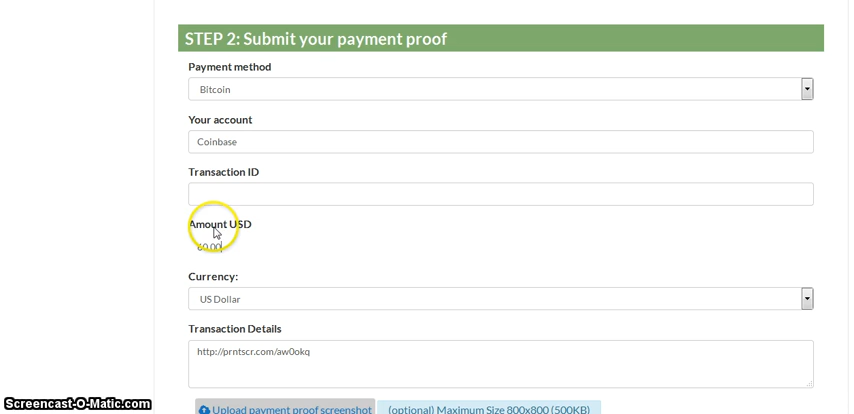 STEP 2: Submit your payment proof
Payment method
Bitcoin
Your account
Coinbase
Transaction ID
Amount USD
60.00
Currency:
US Dollar
Transaction Details
http://prntscr.com/aw0okq
Upload payment proof screenshot (optional) Maximum Size 800x800 (500KB)
Screencast-O-Matic.com